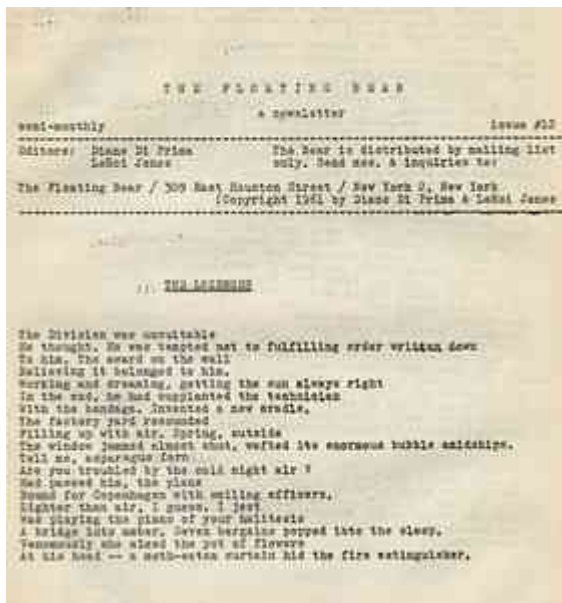 THE FLOATING BEAR
a newsletter
semi-monthly issue #12
Editors: Diane Di Prima The Bear is distributed by mailing list
LeRoi Jones only. Send mss. & inquiries to:
The Floating Bear / 309 East Houston Street / New York 2, New York
(Copyright 1961 by Diane Di Prima & LeRoi Jones
THE
The Division was unsuitable
He thought. He was tempted not to fulfilling order written down
To him. The award on the wall
Believing it belonged to him.
Working and dreaming, getting the sun always right
In the end, he had supplanted the technician
With the bandage. Invented a new cradle,
The factory yard resounded
Filling up with air. Spring, outside
The window jammed almost shut, wafted its enormous bubble amidships.
Tell me, asparagus fern
Are you troubled by the cold night air ?
Had passed him, the plans
Bound for Copenhagen with smiling officers,
Lighter than air, I guess. I jest
Was playing the piano of your halitosis
A bridge into water. Seven bargains popped into the sleep,
Venomously she sized the pot of flowers
At his head -- a moth-eaten curtain hid the fire extinguisher,